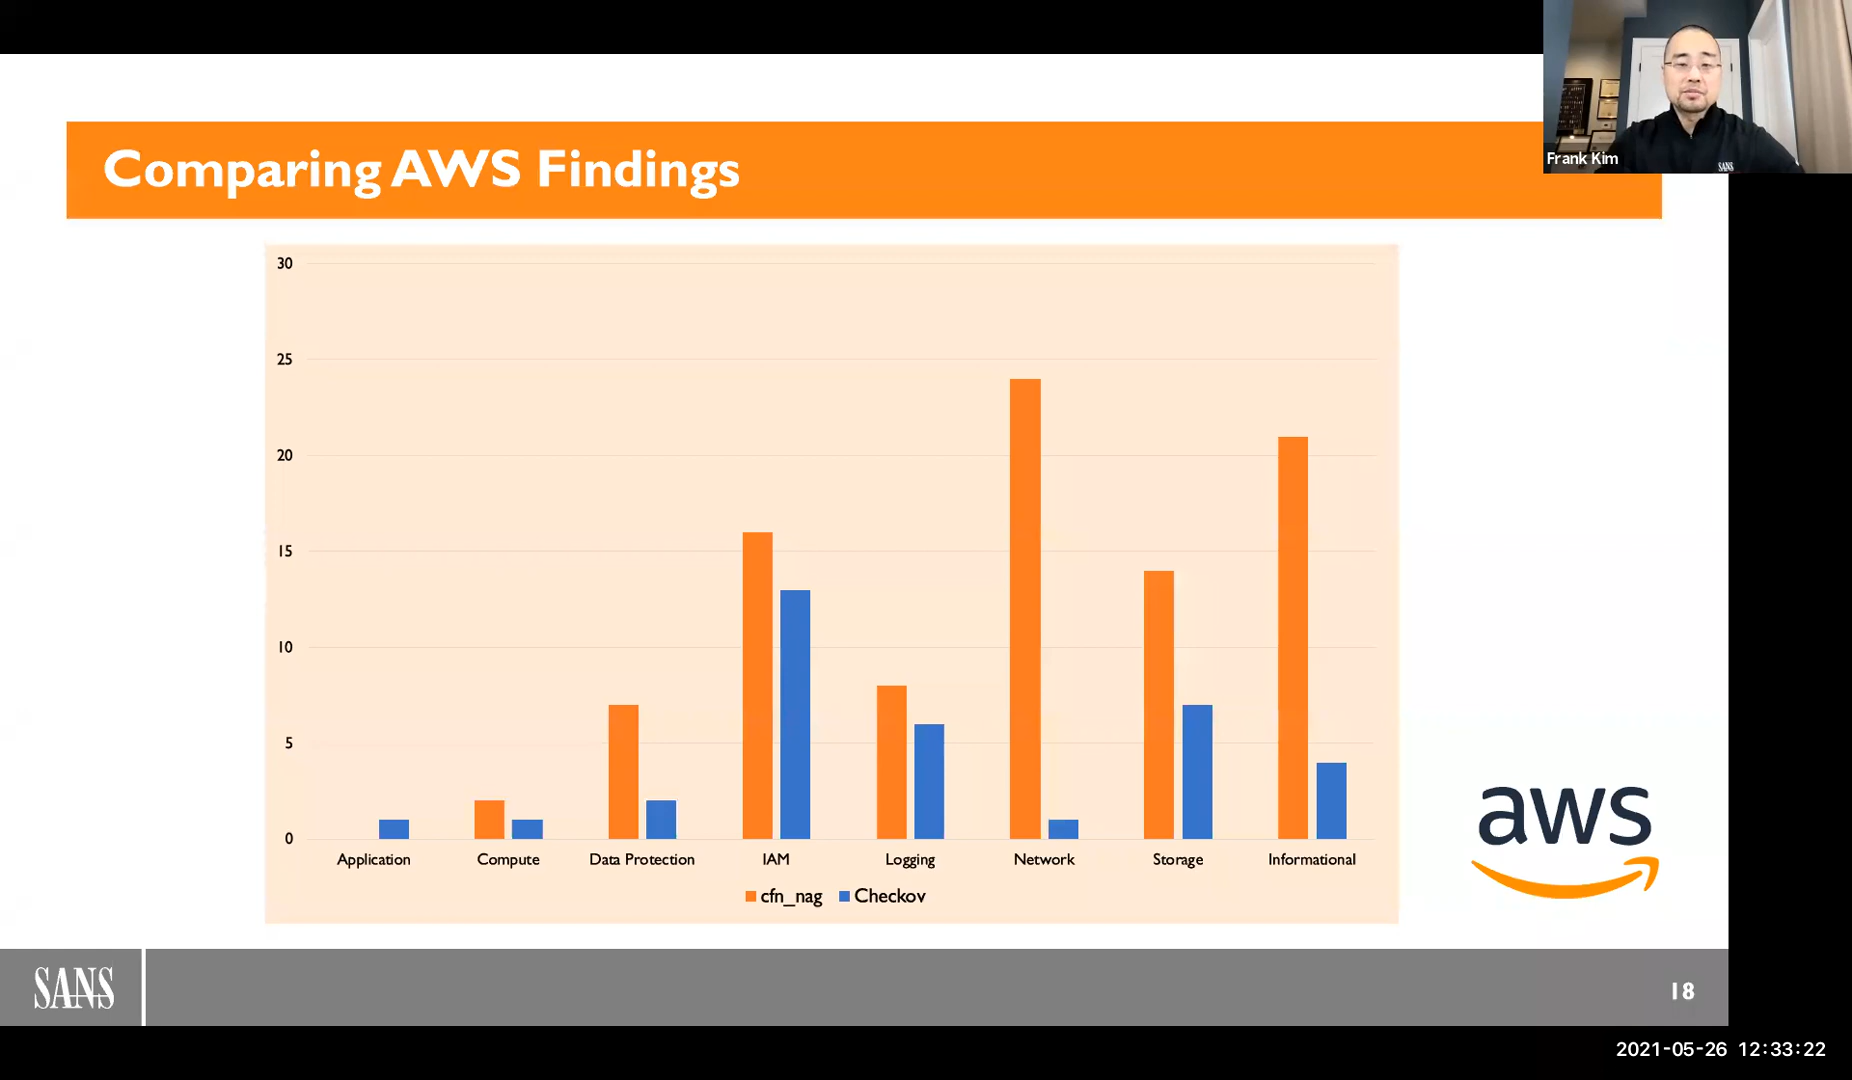 Frank Kim
SANS
Comparing AWS Findings
30
25
20
15
10
5
0
Application Compute Data Protection IAM Logging Network Storage Informational
cfn_nag Checkov
aws
SANS
18
2021-05-26 12:33:22